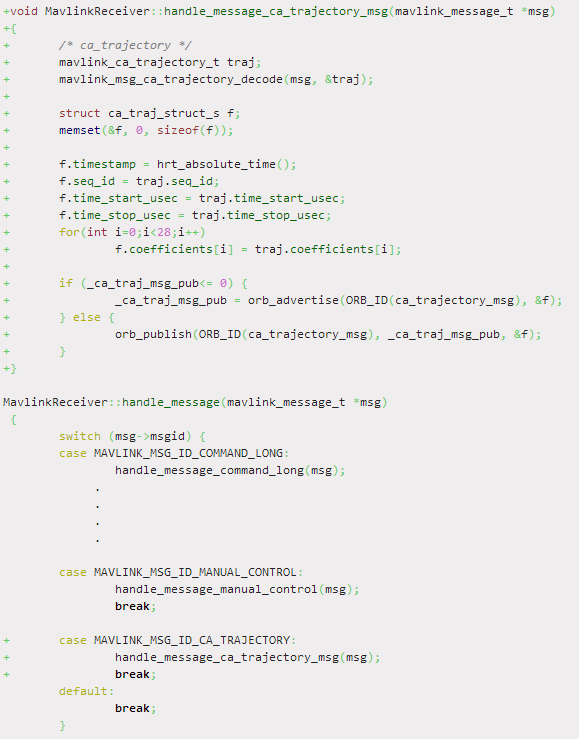 +void MavlinkReceiver::handle_message_ca_trajectory_msg(mavlink_message_t *msg)
+{
+       /* ca_trajectory */
+       mavlink_ca_trajectory_t traj;
+       mavlink_msg_ca_trajectory_decode(msg, &traj);
+
+       struct ca_traj_struct_s f;
+       memset(&f, 0, sizeof(f));
+
+       f.timestamp = hrt_absolute_time();
+       f.seq_id = traj.seq_id;
+       f.time_start_usec = traj.time_start_usec;
+       f.time_stop_usec = traj.time_stop_usec;
+       for(int i=0;i<28;i++)
+               f.coefficients[i] = traj.coefficients[i];
+
+       if (_ca_traj_msg_pub<= 0) {
+               _ca_traj_msg_pub = orb_advertise(ORB_ID(ca_trajectory_msg), &f);
+       } else {
+               orb_publish(ORB_ID(ca_trajectory_msg), _ca_traj_msg_pub, &f);
+       }
+}

MavlinkReceiver::handle_message(mavlink_message_t *msg)
 {
        switch (msg->msgid) {
        case MAVLINK_MSG_ID_COMMAND_LONG:
                handle_message_command_long(msg);
             .
             .
             .
             .

        case MAVLINK_MSG_ID_MANUAL_CONTROL:
                handle_message_manual_control(msg);
                break;

+       case MAVLINK_MSG_ID_CA_TRAJECTORY:
+               handle_message_ca_trajectory_msg(msg);
+               break;
        default:
                break;
        }